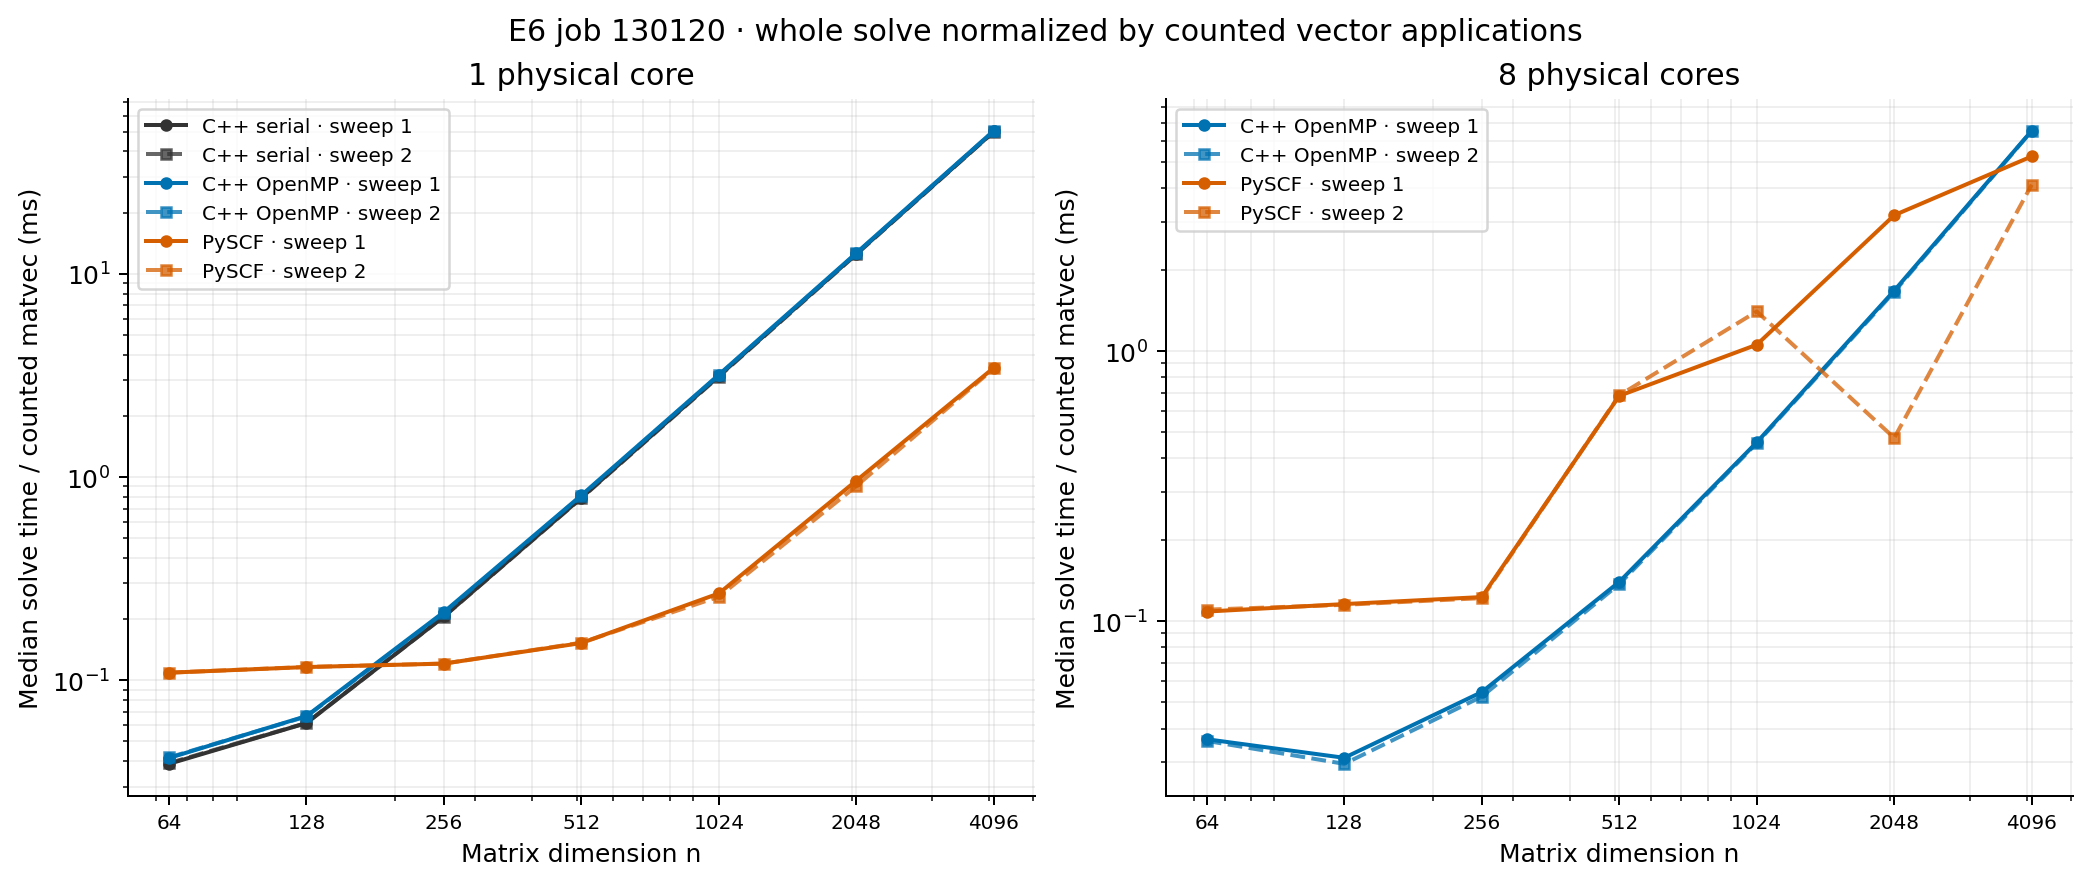 E6 job 130120 · whole solve normalized by counted vector applications
1 physical core
C++ serial · sweep 1
C++ serial · sweep 2
C++ OpenMP · sweep 1
C++ OpenMP · sweep 2
PySCF · sweep 1
PySCF · sweep 2
Median solve time / counted matvec (ms)
10¹
10⁰
10⁻¹
64 128 256 512 1024 2048 4096
Matrix dimension n
8 physical cores
C++ OpenMP · sweep 1
C++ OpenMP · sweep 2
PySCF · sweep 1
PySCF · sweep 2
Median solve time / counted matvec (ms)
10⁰
10⁻¹
64 128 256 512 1024 2048 4096
Matrix dimension n